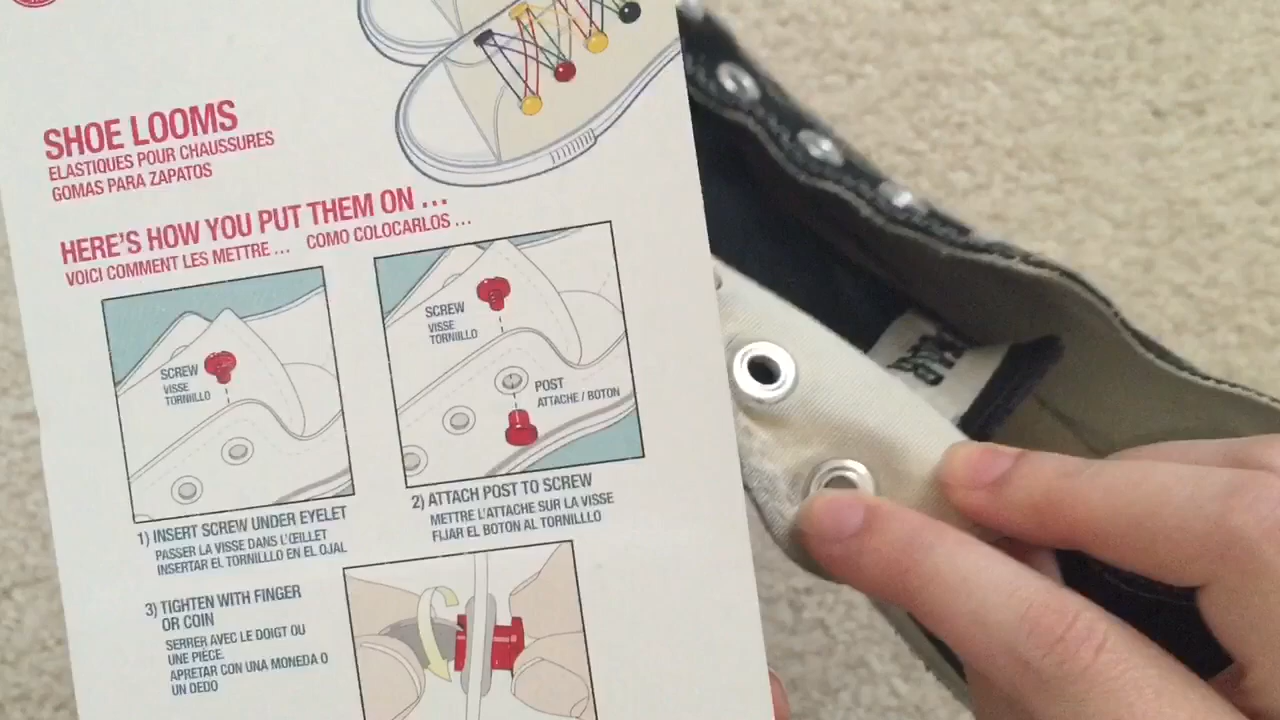 SHOE LOOMS
ELASTIQUES POUR CHAUSSURES
GOMAS PARA ZAPATOS
HERE'S HOW YOU PUT THEM ON ...
VOICI COMMENT LES METTRE ... COMO COLOCARLOS ...
SCREW
VISSE
TORNILLO
SCREW
VISSE
TORNILLO
POST
ATTACHE / BOTON
1) INSERT SCREW UNDER EYELET
PASSER LA VISSE DANS L'ŒILLET
INSERTAR EL TORNILLLO EN EL OJAL
2) ATTACH POST TO SCREW
METTRE L'ATTACHE SUR LA VISSE
FIJAR EL BOTON AL TORNILLLO
3) TIGHTEN WITH FINGER
OR COIN
SERRER AVEC LE DOIGT OU
UNE PIÉCE.
APRETAR CON UNA MONEDA O
UN DEDO